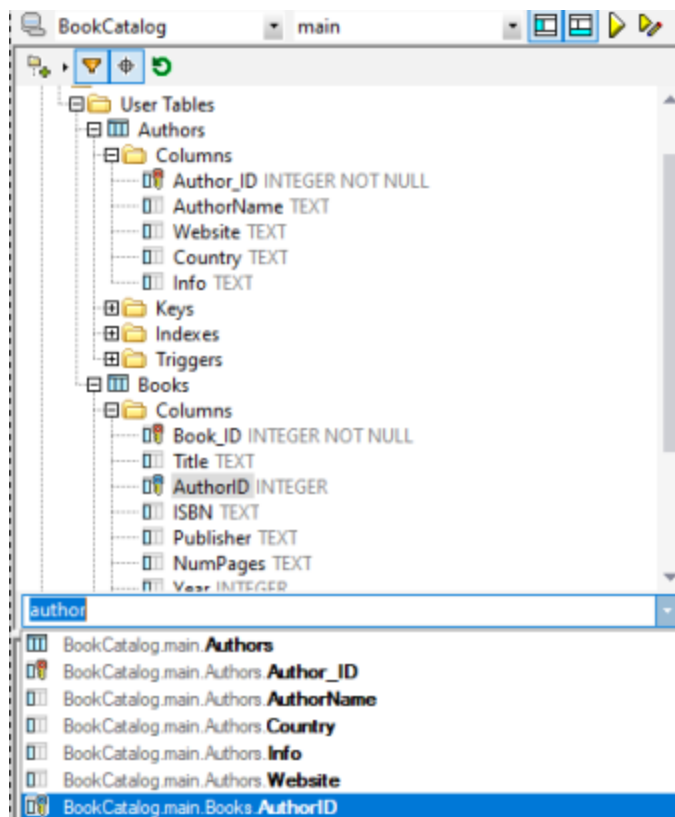 BookCatalog main
User Tables
Authors
Columns
Author_ID INTEGER NOT NULL
AuthorName TEXT
Website TEXT
Country TEXT
Info TEXT
Keys
Indexes
Triggers
Books
Columns
Book_ID INTEGER NOT NULL
Title TEXT
AuthorID INTEGER
ISBN TEXT
Publisher TEXT
NumPages TEXT
Year INTEGER
author
BookCatalog.main.Authors
BookCatalog.main.Authors.Author_ID
BookCatalog.main.Authors.AuthorName
BookCatalog.main.Authors.Country
BookCatalog.main.Authors.Info
BookCatalog.main.Authors.Website
BookCatalog.main.Books.AuthorID